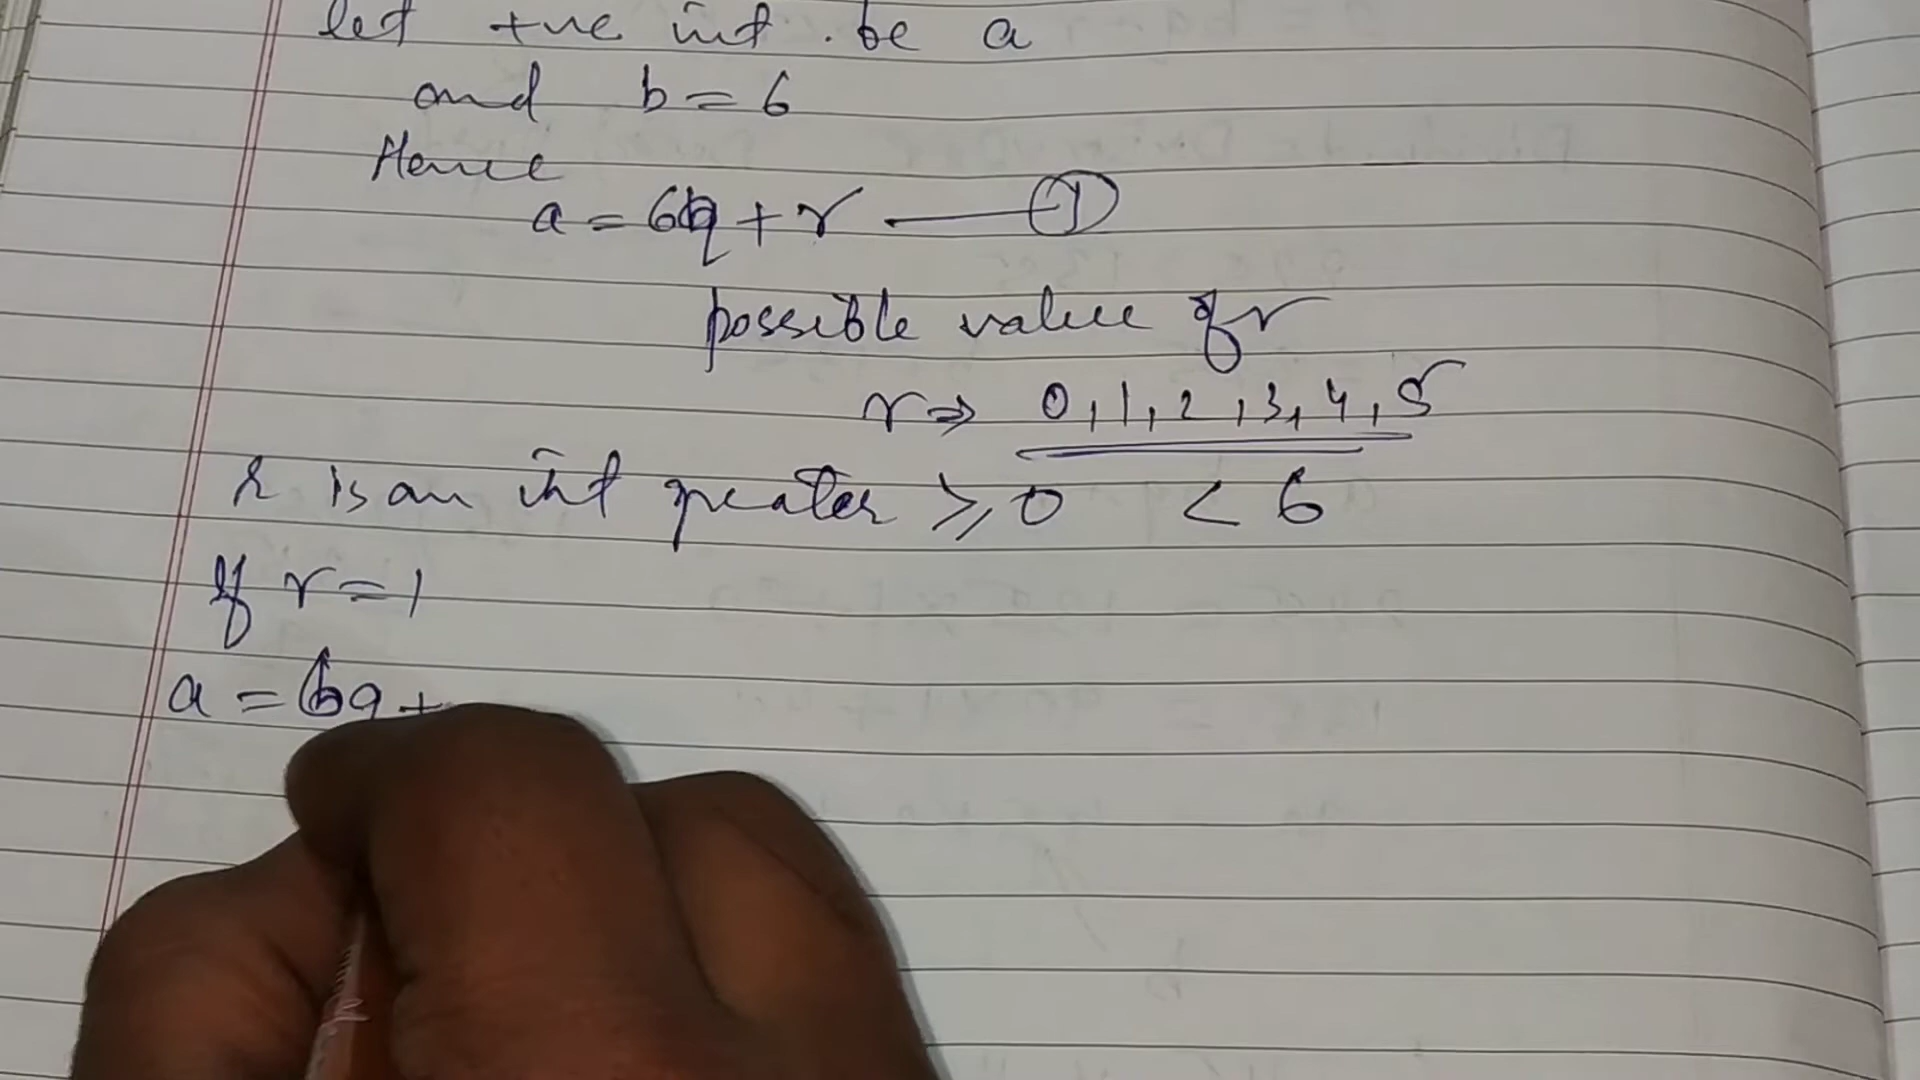 let +ve int. be a
and b = 6
Hence
a = 6q + r — 1
possible value of r
r ⇒ 0, 1, 2, 3, 4, 5
r is an int greater ≥ 0 < 6
If r = 1
a = 6q +